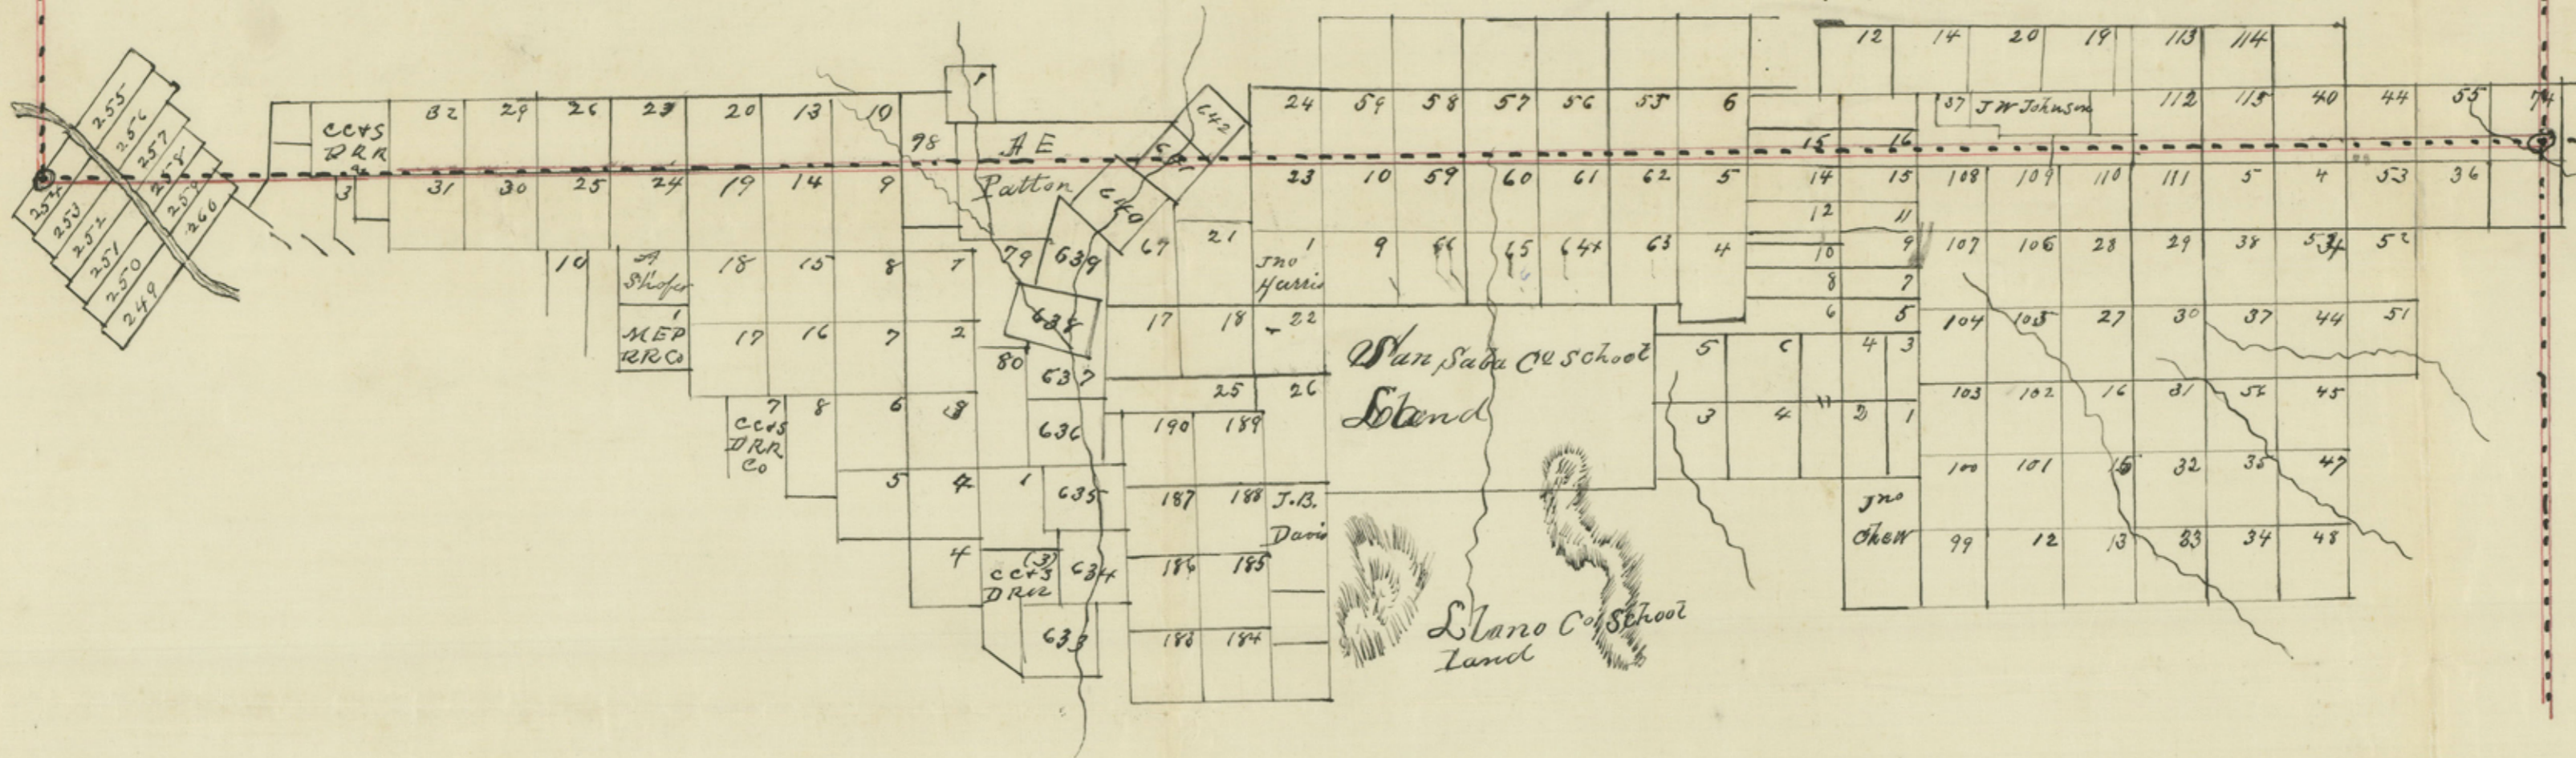 12 14 20 19 113 114
255 256 257 258 259 260
254 253 252 251 250 249
CC&S
DRR
32 29 26 23 20 13 10
98
1
A E
Patton
642
24 59 58 57 56 55 6
37 J W Johnson
112 115 40 44 55 74
15 16
3
31 30 25 24 19 14 9
640
23 10 59 60 61 62 5
14 15
108 109 110 111 5 4 53 36
12 11
10
A
Shofer
18 15 8 1
79 639 67 21
1
Jno
Harris
9 66 65 64 63 4
10 9
8 7
107 106 28 29 38 52
1
MEP
RR Co
17 16 7 2
638
17 18 22
6 5
104 105 27 30 37 44 51
80 637
San Saba Co School
Land
5 6 4 3
25 26
7 8 6
CC&S
DRR
Co
636
190 189
3 4 11 2 1
103 102 16 31 56 45
5 4 1 635
187 188 J.B.
Davis
100 101 15 32 35 47
Jno
Chew
4
(3)
CC&S
DRR
634
186 185
99 12 13 33 34 48
633
183 184
Llano Co School
Land